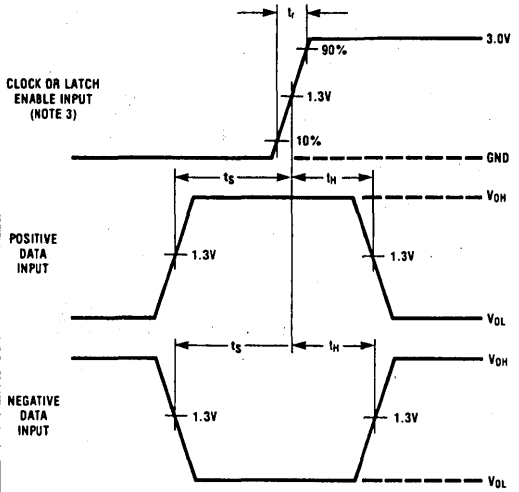 tr
3.0V
90%
CLOCK OR LATCH
ENABLE INPUT
(NOTE 3)
1.3V
10%
GND
tS
tH
VOH
POSITIVE
DATA
INPUT
1.3V
1.3V
VOL
tS
tH
VOH
NEGATIVE
DATA
INPUT
1.3V
1.3V
VOL